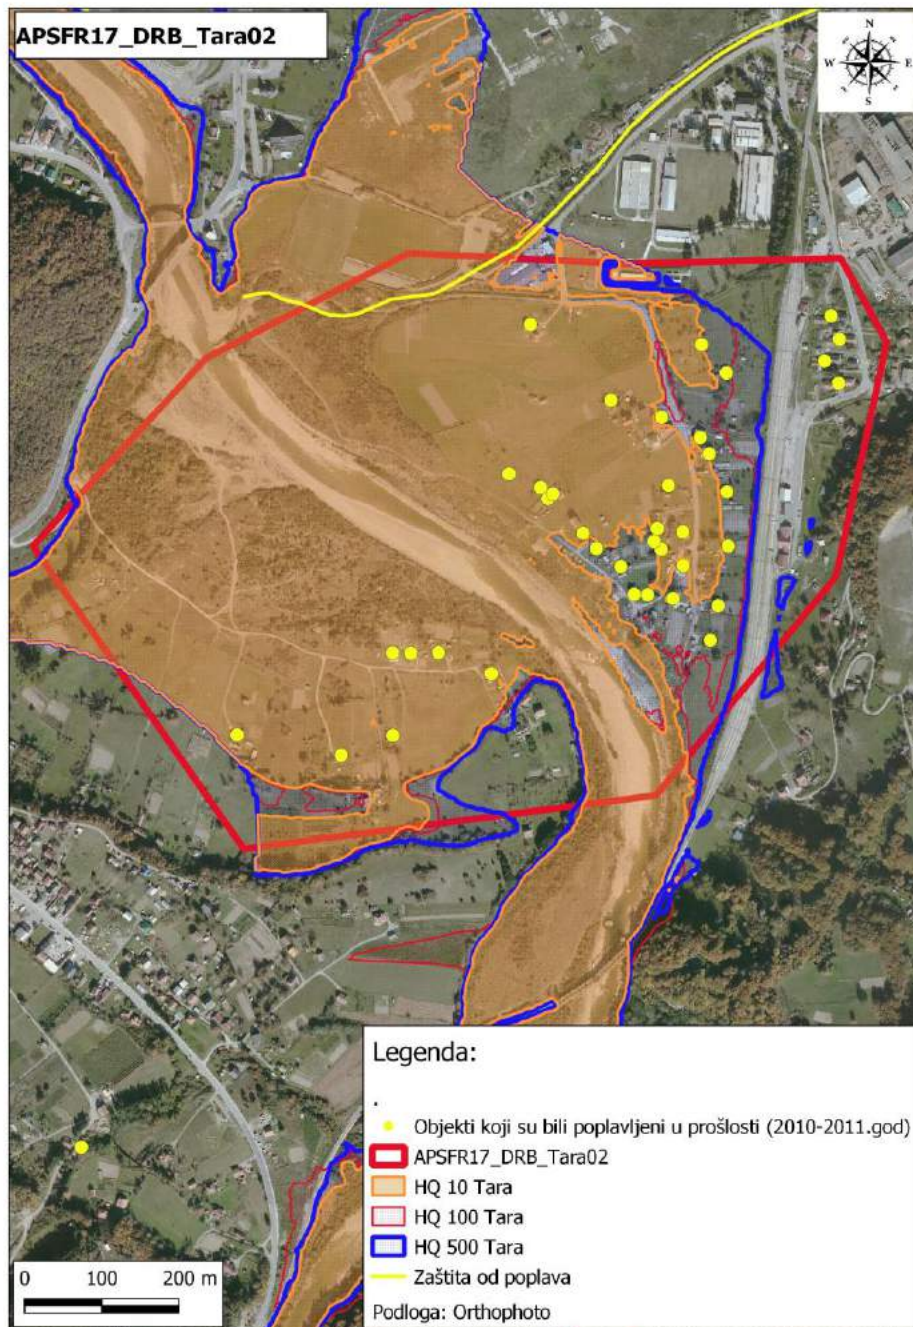 APSFR17_DRB_Tara02
N
W E
S
Legenda:
.
Objekti koji su bili poplavljeni u prošlosti (2010-2011.god)
APSFR17_DRB_Tara02
HQ 10 Tara
HQ 100 Tara
HQ 500 Tara
Zaštita od poplava
Podloga: Orthophoto
0 100 200 m